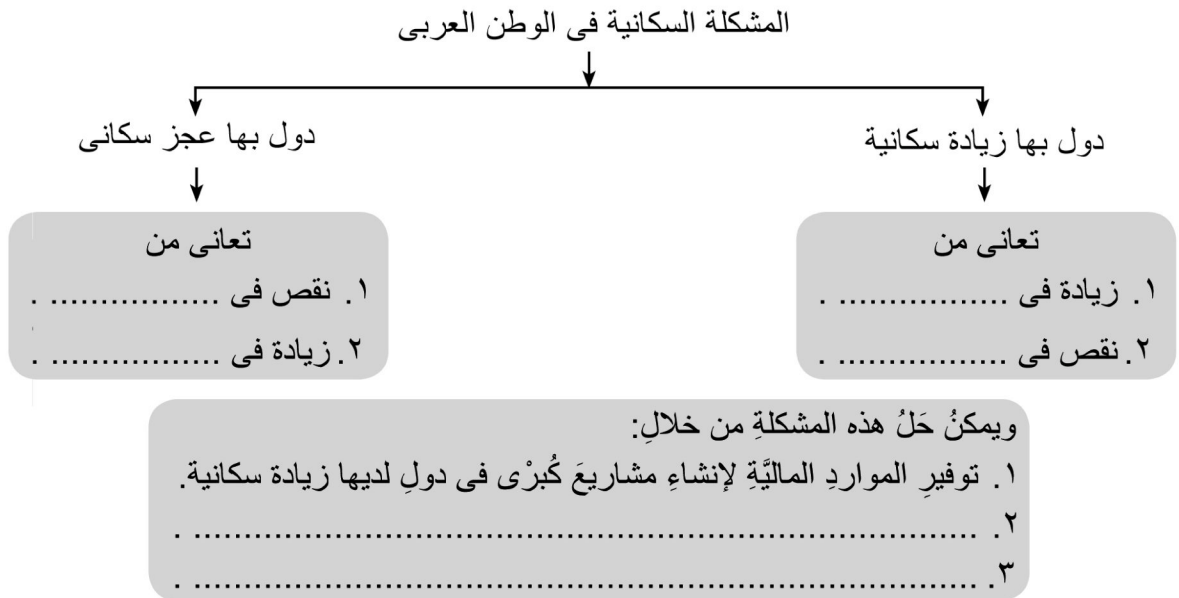 المشكلة السكانية فى الوطن العربى
دول بها زيادة سكانية
دول بها عجز سكانى
تعانى من
١. زيادة فى ................. .
٢. نقص فى ................. .
تعانى من
١. نقص فى ................. .
٢. زيادة فى ................. .
ويمكنُ حَلُ هذه المشكلةِ من خلالِ:
١. توفيرِ المواردِ الماليَّةِ لإنشاءِ مشاريعَ كُبرْى فى دولِ لديها زيادة سكانية.
٢. ............................................................................... .
٣. ............................................................................... .